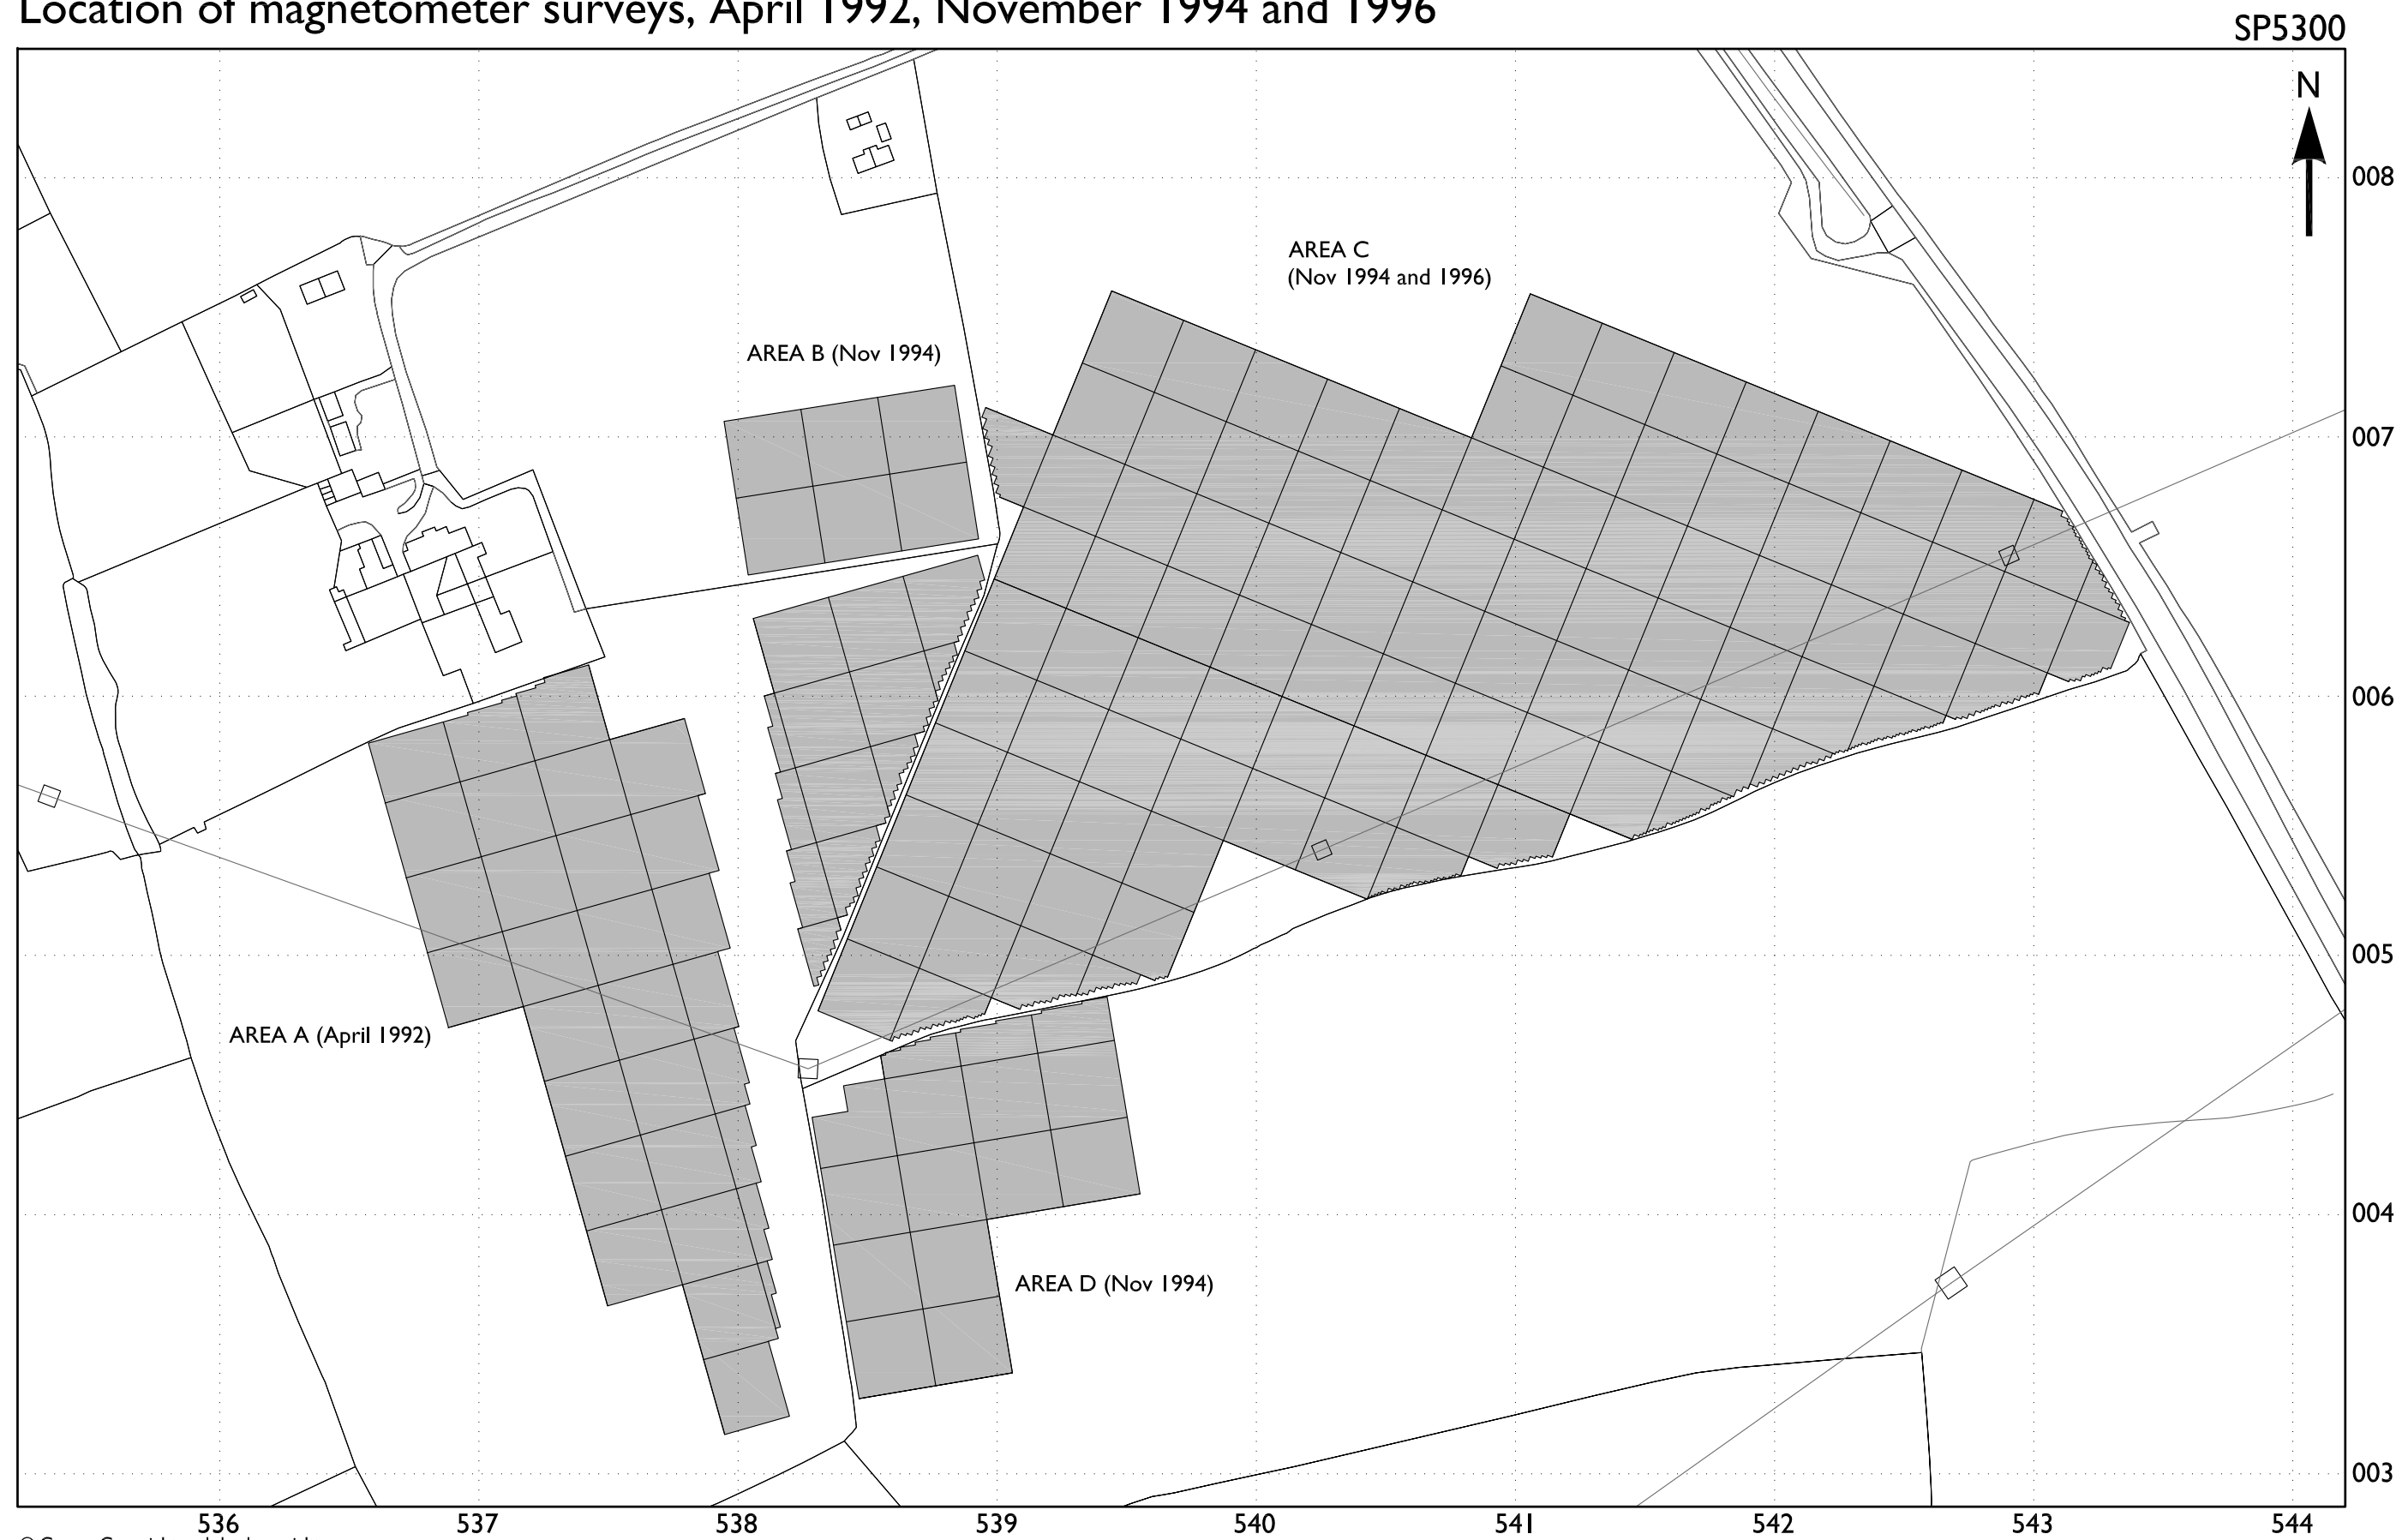 Location of magnetometer surveys, April 1992, November 1994 and 1996
SP5300
N
008
AREA C
(Nov 1994 and 1996)
AREA B (Nov 1994)
007
006
005
AREA A (April 1992)
004
AREA D (Nov 1994)
003
536 537 538 539 540 541 542 543 544